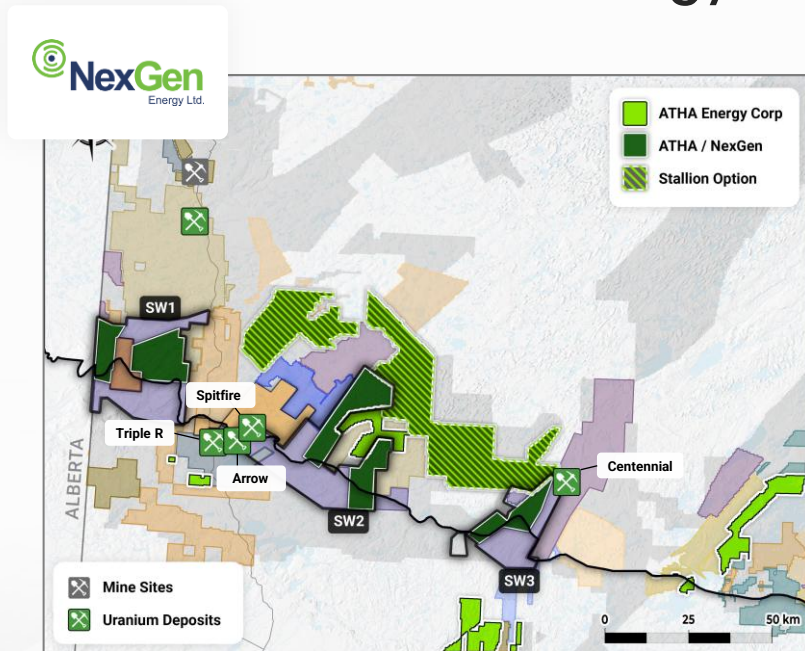 NexGen
Energy Ltd.
ATHA Energy Corp
ATHA / NexGen
Stallion Option
SW1
Spitfire
Triple R
Arrow
Centennial
ALBERTA
SW2
SW3
Mine Sites
Uranium Deposits
0 25 50 km